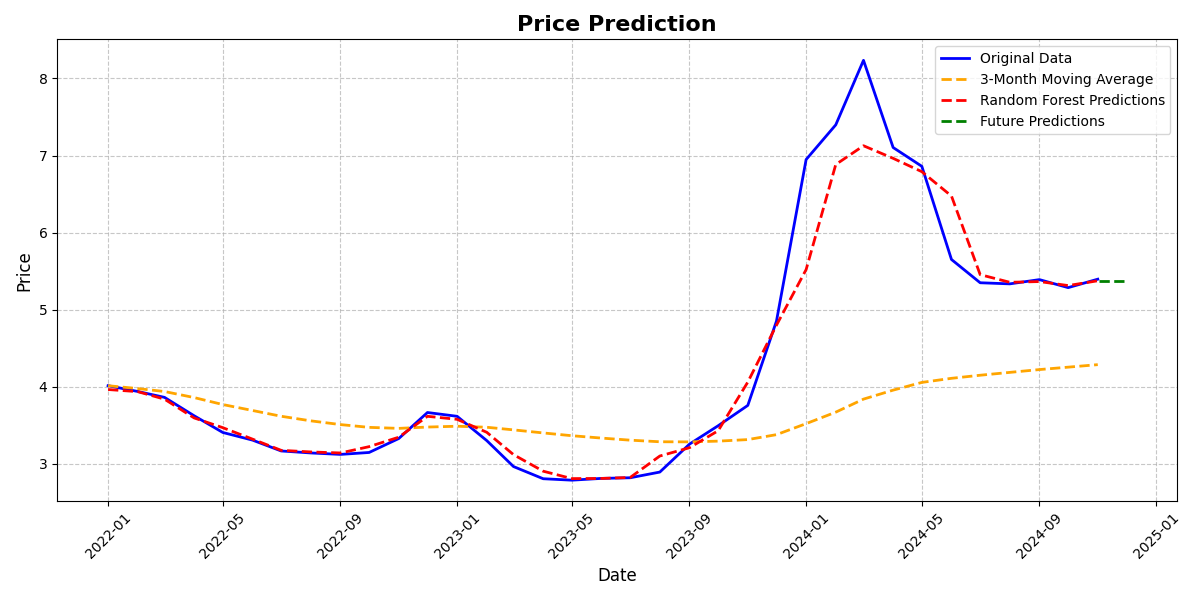 Price Prediction
Original Data
3-Month Moving Average
Random Forest Predictions
Future Predictions
Price
8
7
6
5
4
3
2022-01
2022-05
2022-09
2023-01
2023-05
2023-09
2024-01
2024-05
2024-09
2025-01
Date